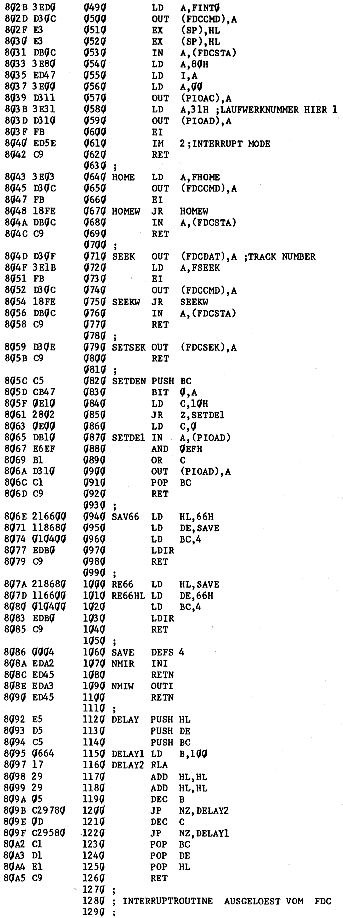 802B 3ED0 0490 LD A,FINT0
802D D30C 0500 OUT (FDCCMD),A
802F E3 0510 EX (SP),HL
8030 E3 0520 EX (SP),HL
8031 DB0C 0530 IN A,(FDCSTA)
8033 3E80 0540 LD A,80H
8035 ED47 0550 LD I,A
8037 3E00 0560 LD A,00
8039 D311 0570 OUT (PIOAC),A
803B 3E31 0580 LD A,31H ;LAUFWERKNUMMER HIER 1
803D D310 0590 OUT (PIOAD),A
803F FB 0600 EI
8040 ED5E 0610 IM 2;INTERRUPT MODE
8042 C9 0620 RET
0630 ;
8043 3E03 0640 HOME LD A,FHOME
8045 D30C 0650 OUT (FDCCMD),A
8047 FB 0660 EI
8048 18FE 0670 HOMEW JR HOMEW
804A DB0C 0680 IN A,(FDCSTA)
804C C9 0690 RET
0700 ;
804D D30F 0710 SEEK OUT (FDCDAT),A ;TRACK NUMBER
804F 3E1B 0720 LD A,FSEEK
8051 FB 0730 EI
8052 D30C 0740 OUT (FDCCMD),A
8054 18FE 0750 SEEKW JR SEEKW
8056 DB0C 0760 IN A,(FDCSTA)
8058 C9 0770 RET
0780 ;
8059 D30E 0790 SETSEK OUT (FDCSEK),A
805B C9 0800 RET
0810 ;
805C C5 0820 SETDEN PUSH BC
805D CB47 0830 BIT 0,A
805F 0E10 0840 LD C,10H
8061 2802 0850 JR Z,SETDE1
8063 0E00 0860 LD C,0
8065 DB10 0870 SETDE1 IN A,(PIOAD)
8067 E6EF 0880 AND 0EFH
8069 B1 0890 OR C
806A D310 0900 OUT (PIOAD),A
806C C1 0910 POP BC
806D C9 0920 RET
0930 ;
806E 216600 0940 SAV66 LD HL,66H
8071 118680 0950 LD DE,SAVE
8074 010400 0960 LD BC,4
8077 EDB0 0970 LDIR
8079 C9 0980 RET
0990 ;
807A 218680 1000 RE66 LD HL,SAVE
807D 116600 1010 RE66HL LD DE,66H
8080 010400 1020 LD BC,4
8083 EDB0 1030 LDIR
8085 C9 1040 RET
1050 ;
8086 0004 1060 SAVE DEFS 4
808A EDA2 1070 NMIR INI
808C ED45 1080 RETN
808E EDA3 1090 NMIW OUTI
8090 ED45 1100 RETN
1110 ;
8092 E5 1120 DELAY PUSH HL
8093 D5 1130 PUSH DE
8094 C5 1140 PUSH BC
8095 0664 1150 DELAY1 LD B,100
8097 17 1160 DELAY2 RLA
8098 29 1170 ADD HL,HL
8099 29 1180 ADD HL,HL
809A 05 1190 DEC B
809B C29780 1200 JP NZ,DELAY2
809E 0D 1210 DEC C
809F C29580 1220 JP NZ,DELAY1
80A2 C1 1230 POP BC
80A3 D1 1240 POP DE
80A4 E1 1250 POP HL
80A5 C9 1260 RET
1270 ;
1280 ; INTERRUPTROUTINE AUSGELOEST VOM FDC
1290 ;